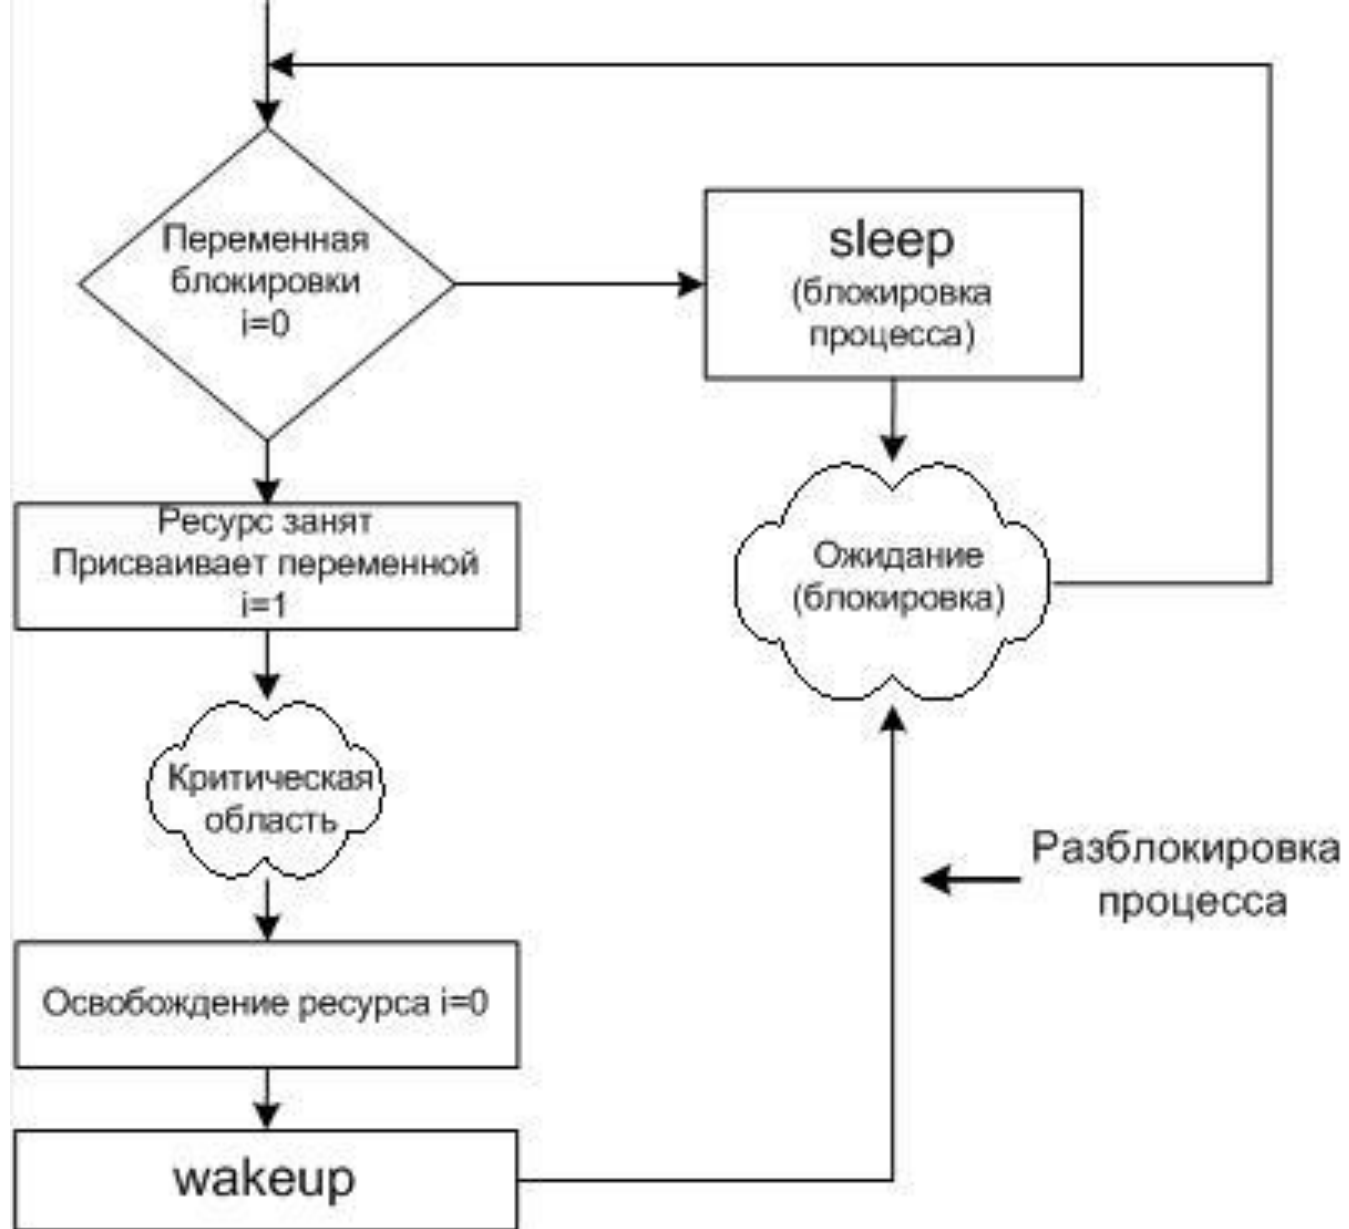 Переменная
блокировки
i=0
sleep
(блокировка
процесса)
Ресурс занят
Присваивает переменной
i=1
Ожидание
(блокировка)
Критическая
область
Разблокировка
процесса
Освобождение ресурса i=0
wakeup